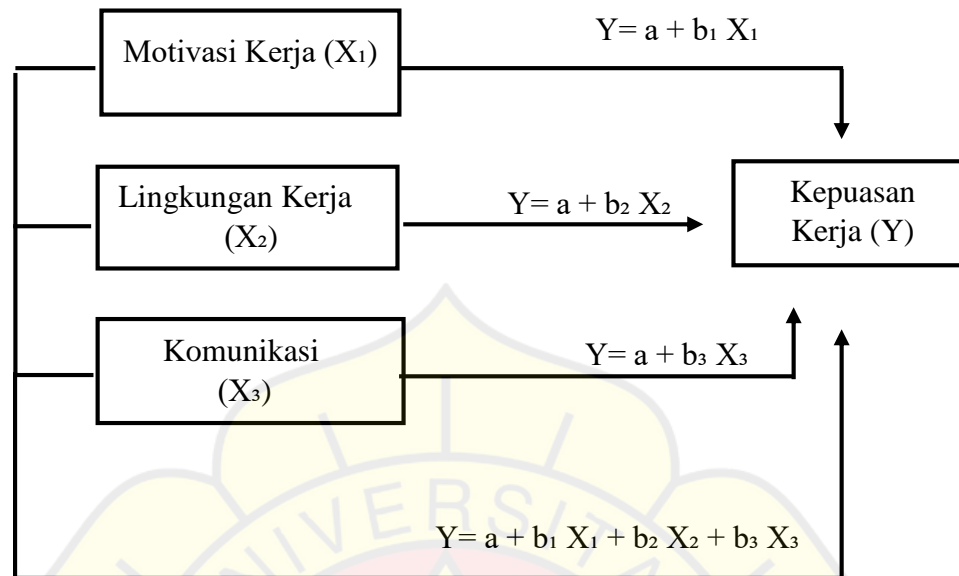 Y= a + b₁ X₁
Motivasi Kerja (X₁)
Lingkungan Kerja
(X₂)
Y= a + b₂ X₂
Kepuasan
Kerja (Y)
Komunikasi
(X₃)
Y= a + b₃ X₃
NIVERSITA
Y= a + b₁ X₁ + b₂ X₂ + b₃ X₃